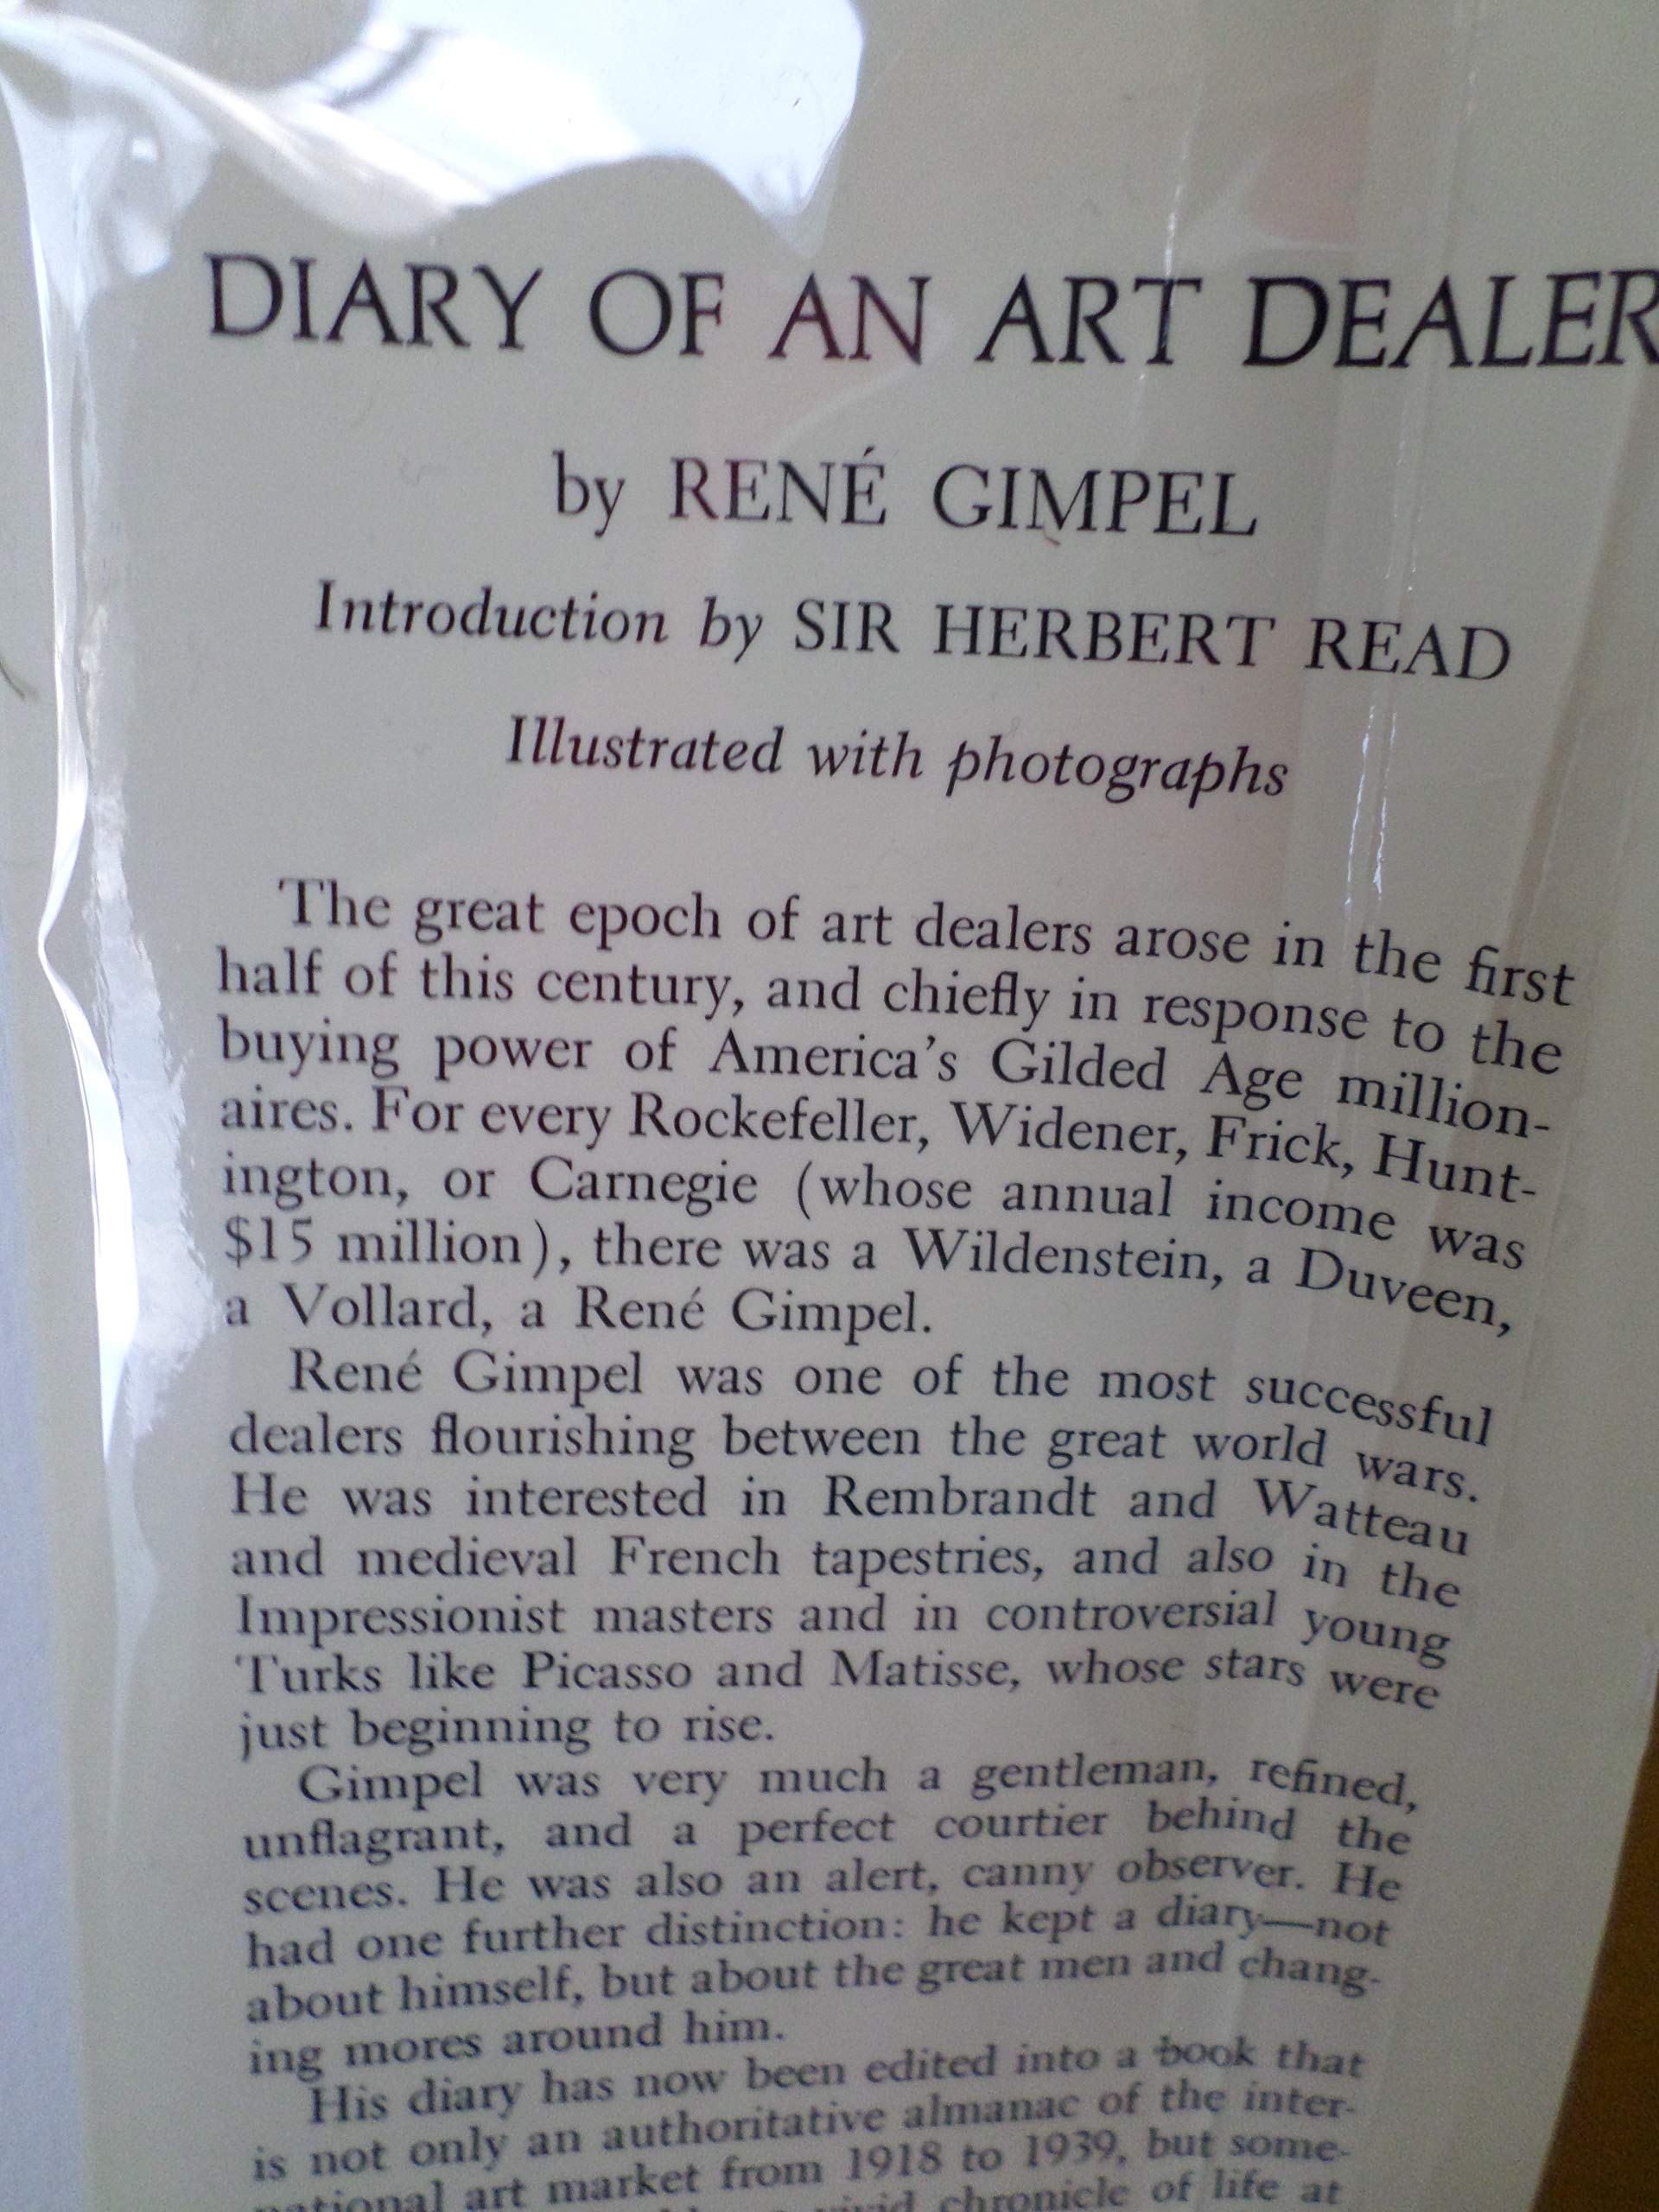 DIARY OF AN ART DEALER
by RENÉ GIMPEL
Introduction by SIR HERBERT READ
Illustrated with photographs
The great epoch of art dealers arose in the first
half of this century, and chiefly in response to the
buying power of America's Gilded Age million-
aires. For every Rockefeller, Widener, Frick, Hunt-
ington, or Carnegie (whose annual income was
$15 million), there was a Wildenstein, a Duveen,
a Vollard, a René Gimpel.
René Gimpel was one of the most successful
dealers flourishing between the great world wars.
He was interested in Rembrandt and Watteau
and medieval French tapestries, and also in the
Impressionist masters and in controversial young
Turks like Picasso and Matisse, whose stars were
just beginning to rise.
Gimpel was very much a gentleman, refined,
unflagrant, and a perfect courtier behind the
scenes. He was also an alert, canny observer. He
had one further distinction: he kept a diary—not
about himself, but about the great men and chang-
ing mores around him.
His diary has now been edited into a book that
is not only an authoritative almanac of the inter-
national art market from 1918 to 1939, but some-
vivid chronicle of life at